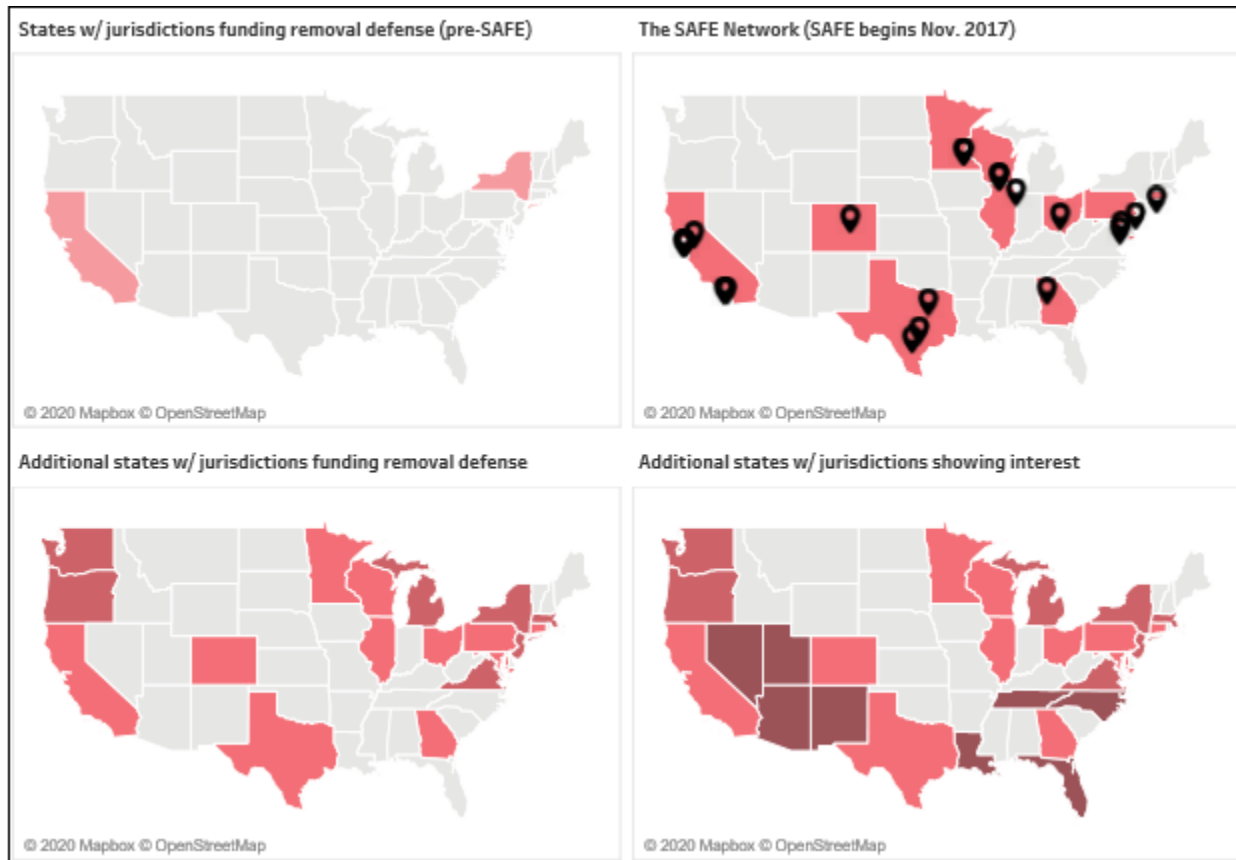 States w/ jurisdictions funding removal defense (pre-SAFE)
The SAFE Network (SAFE begins Nov. 2017)
© 2020 Mapbox © OpenStreetMap
© 2020 Mapbox © OpenStreetMap
Additional states w/ jurisdictions funding removal defense
Additional states w/ jurisdictions showing interest
© 2020 Mapbox © OpenStreetMap
© 2020 Mapbox © OpenStreetMap